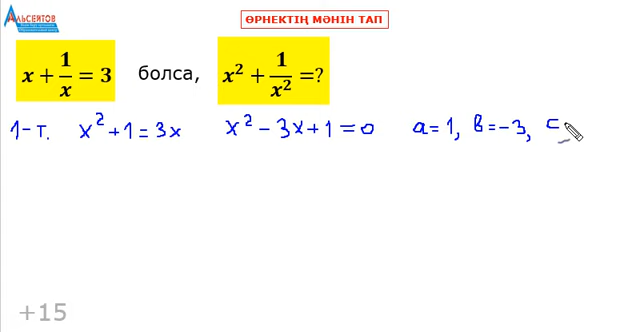 Альсейтов
ӨРНЕКТІҢ МӘНІН ТАП
x + 1/x = 3 болса, x² + 1/x² = ?
1-т. x² + 1 = 3x x² - 3x + 1 = 0 a = 1, b = -3, c
+15